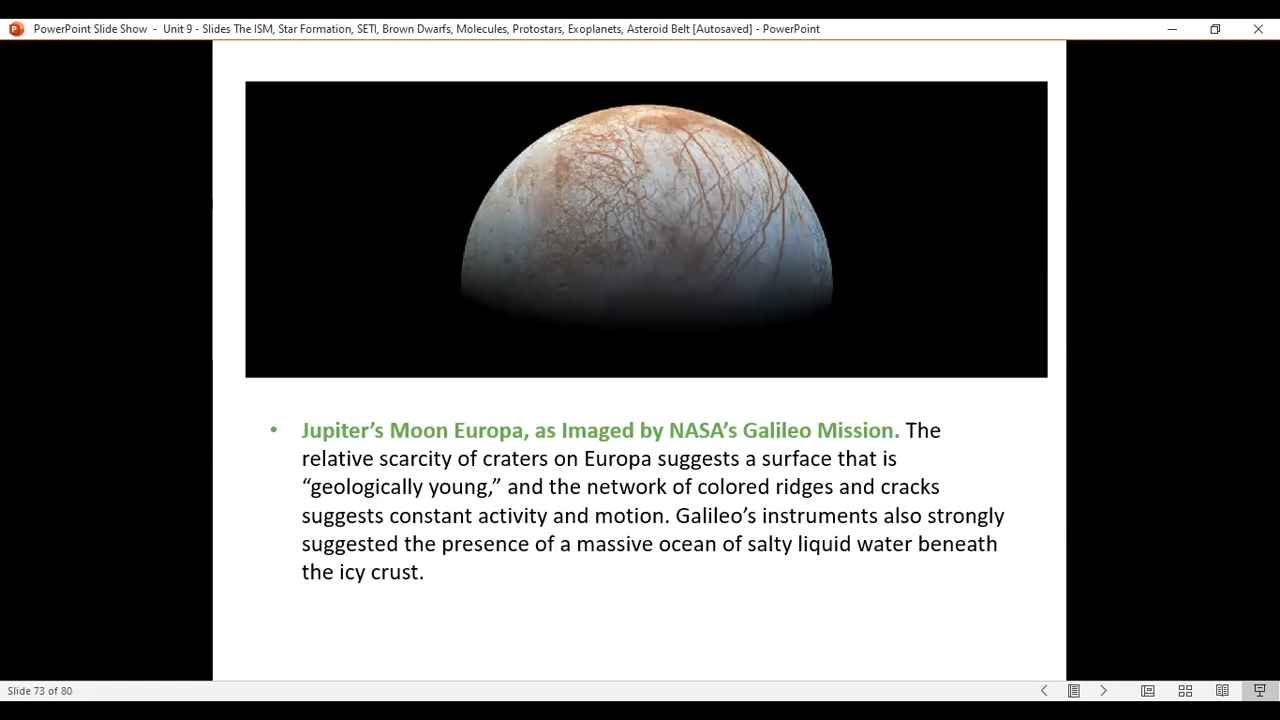 PowerPoint Slide Show - Unit 9 - Slides The ISM, Star Formation, SETI, Brown Dwarfs, Molecules, Protostars, Exoplanets, Asteroid Belt [Autosaved] - PowerPoint
• Jupiter’s Moon Europa, as Imaged by NASA’s Galileo Mission. The
relative scarcity of craters on Europa suggests a surface that is
“geologically young,” and the network of colored ridges and cracks
suggests constant activity and motion. Galileo’s instruments also strongly
suggested the presence of a massive ocean of salty liquid water beneath
the icy crust.
Slide 73 of 80